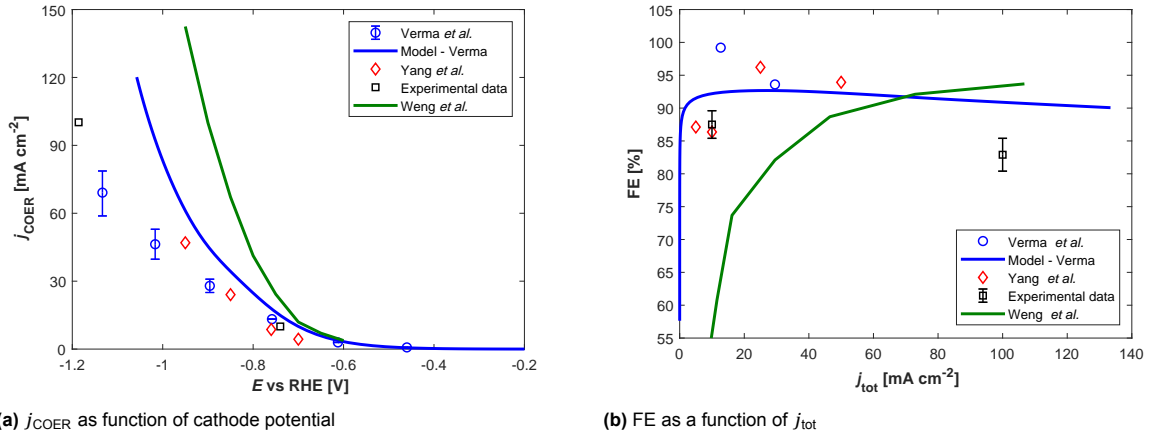 150
120
90
60
30
0
-1.2
-1
-0.8
-0.6
-0.4
-0.2
j_COER [mA cm⁻²]
E vs RHE [V]
Verma et al.
Model - Verma
Yang et al.
Experimental data
Weng et al.
(a) j_COER as function of cathode potential
105
100
95
90
85
80
75
70
65
60
55
0
20
40
60
80
100
120
140
FE [%]
j_tot [mA cm⁻²]
Verma et al.
Model - Verma
Yang et al.
Experimental data
Weng et al.
(b) FE as a function of j_tot